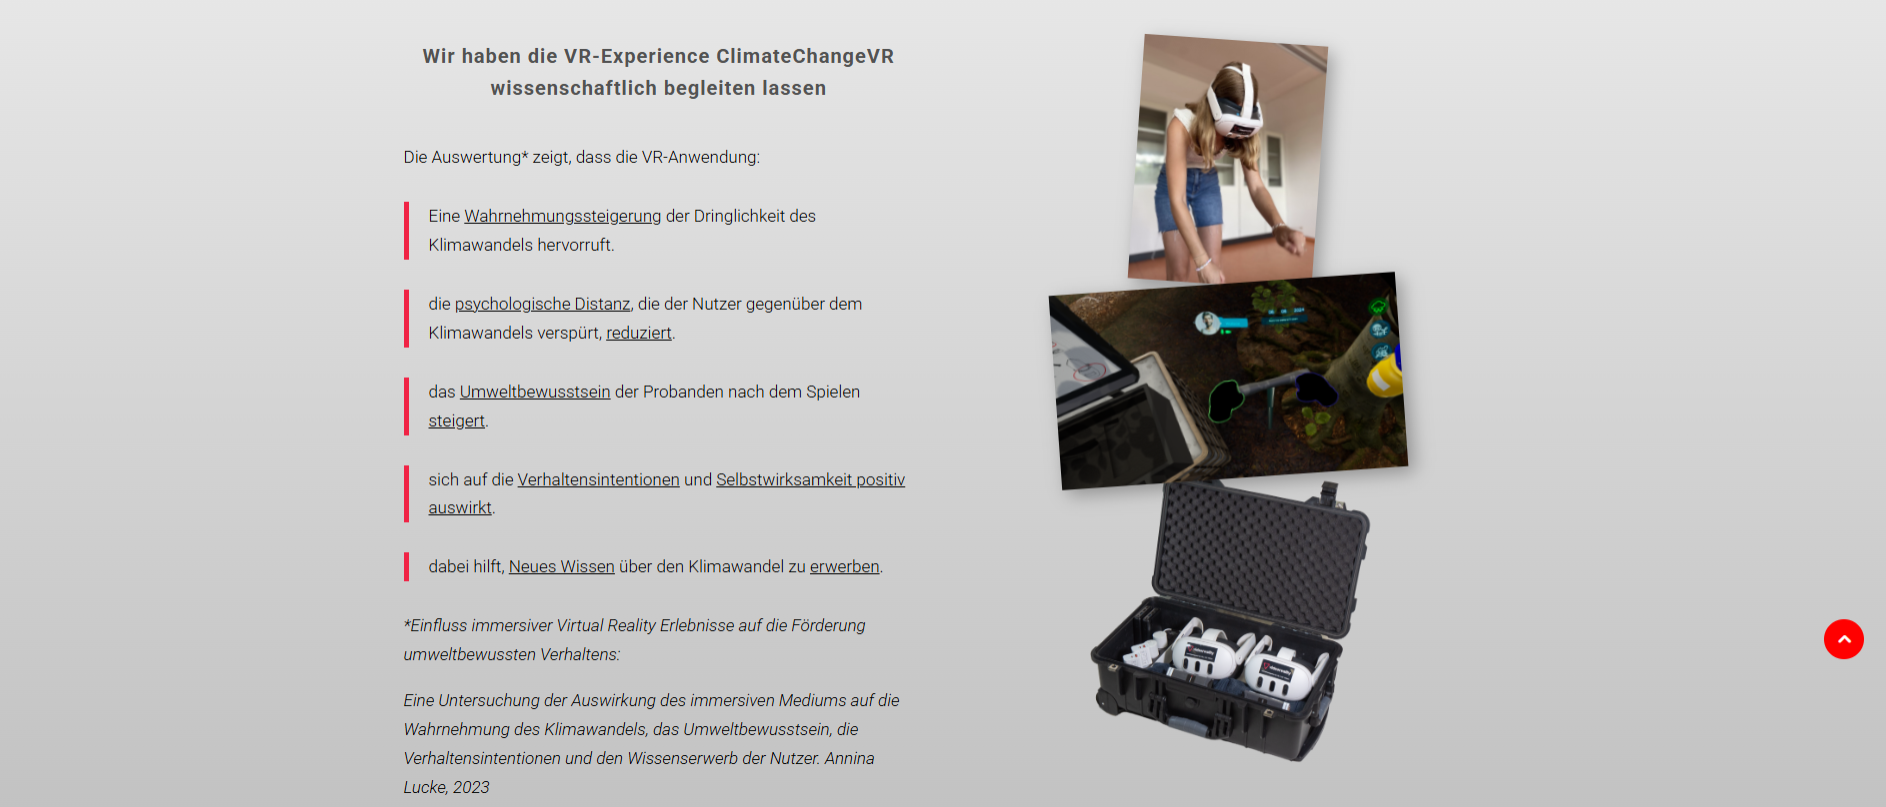 Wir haben die VR-Experience ClimateChangeVR
wissenschaftlich begleiten lassen
Die Auswertung* zeigt, dass die VR-Anwendung:
Eine Wahrnehmungssteigerung der Dringlichkeit des
Klimawandels hervorruft.
die psychologische Distanz, die der Nutzer gegenüber dem
Klimawandels verspürt, reduziert.
das Umweltbewusstsein der Probanden nach dem Spielen
steigert.
sich auf die Verhaltensintentionen und Selbstwirksamkeit positiv
auswirkt.
dabei hilft, Neues Wissen über den Klimawandel zu erwerben.
*Einfluss immersiver Virtual Reality Erlebnisse auf die Förderung
umweltbewussten Verhaltens:
Eine Untersuchung der Auswirkung des immersiven Mediums auf die
Wahrnehmung des Klimawandels, das Umweltbewusstsein, die
Verhaltensintentionen und den Wissenserwerb der Nutzer. Annina
Lucke, 2023